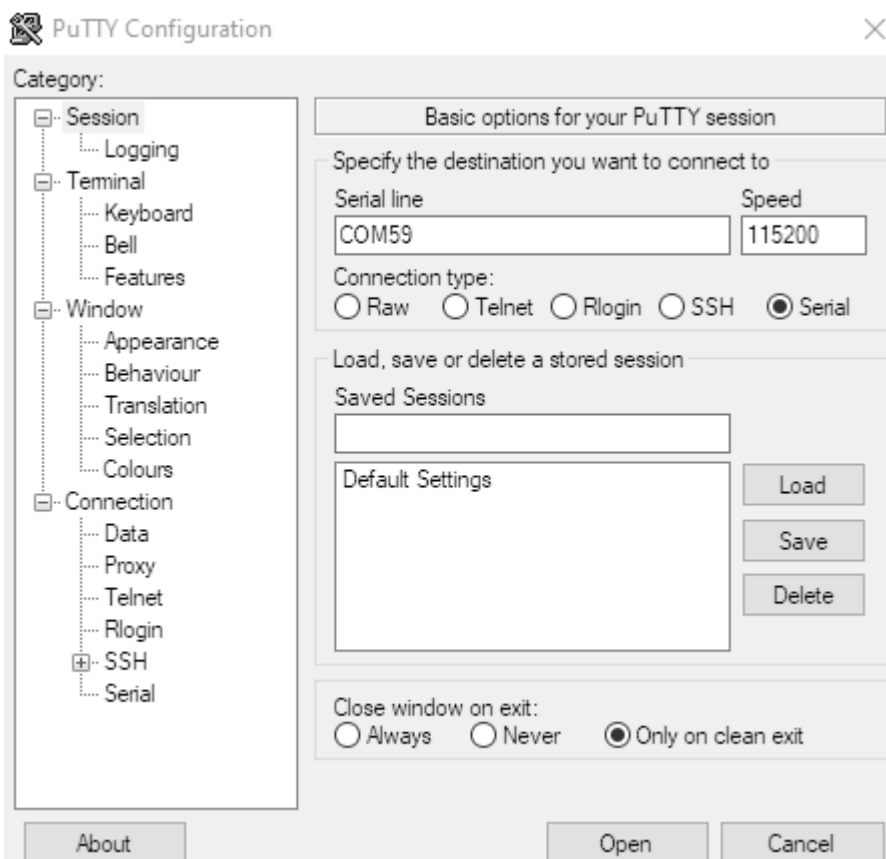 PuTTY Configuration
Category:
Session
Logging
Terminal
Keyboard
Bell
Features
Window
Appearance
Behaviour
Translation
Selection
Colours
Connection
Data
Proxy
Telnet
Rlogin
SSH
Serial
Basic options for your PuTTY session
Specify the destination you want to connect to
Serial line Speed
COM59 115200
Connection type:
Raw Telnet Rlogin SSH Serial
Load, save or delete a stored session
Saved Sessions
Default Settings
Load
Save
Delete
Close window on exit:
Always Never Only on clean exit
About Open Cancel